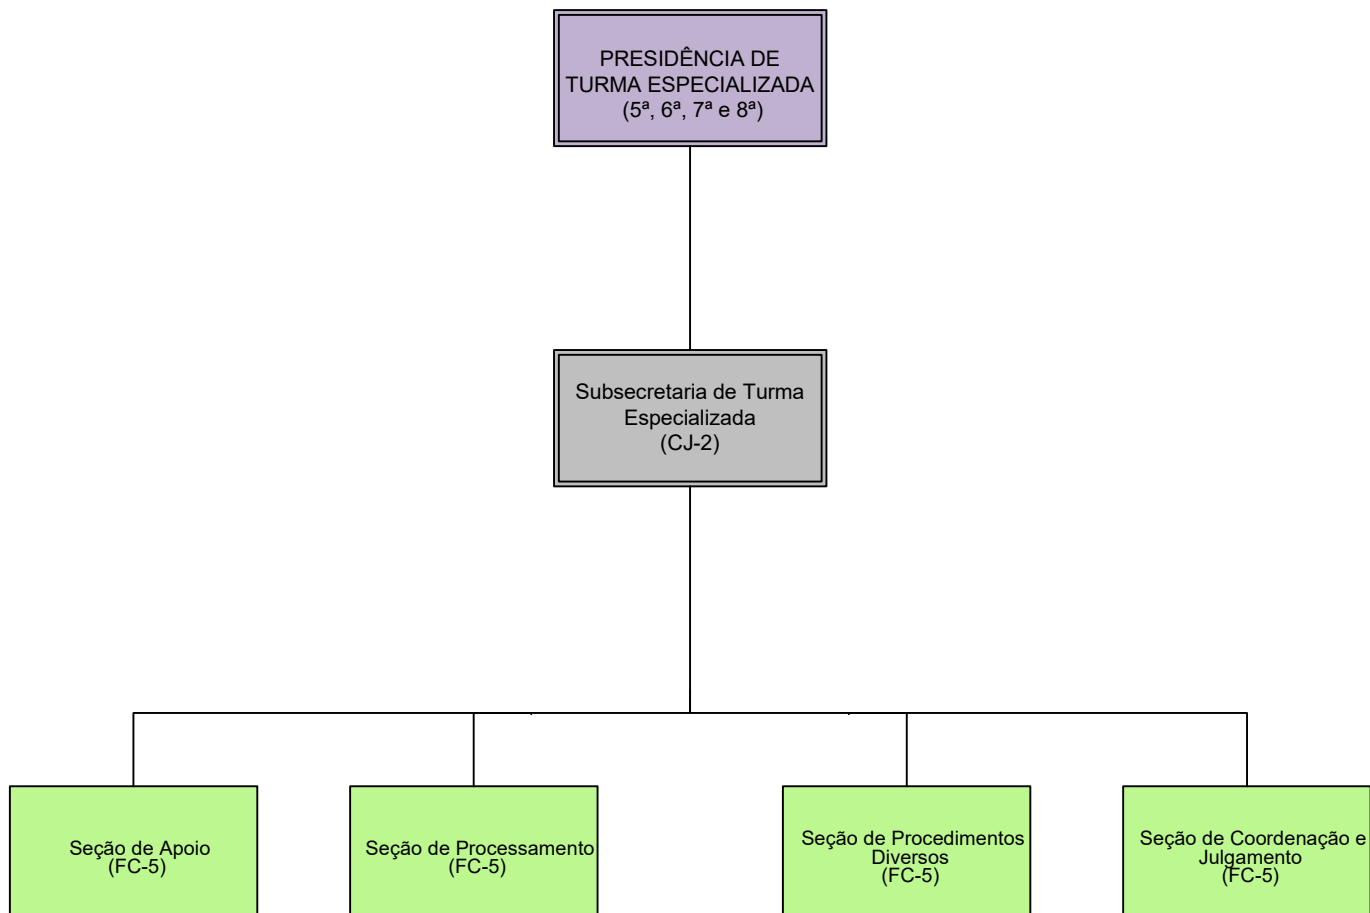 PRESIDÊNCIA DE
TURMA ESPECIALIZADA
(5ª, 6ª, 7ª e 8ª)
Subsecretaria de Turma
Especializada
(CJ-2)
Seção de Apoio
(FC-5)
Seção de Processamento
(FC-5)
Seção de Procedimentos
Diversos
(FC-5)
Seção de Coordenação e
Julgamento
(FC-5)